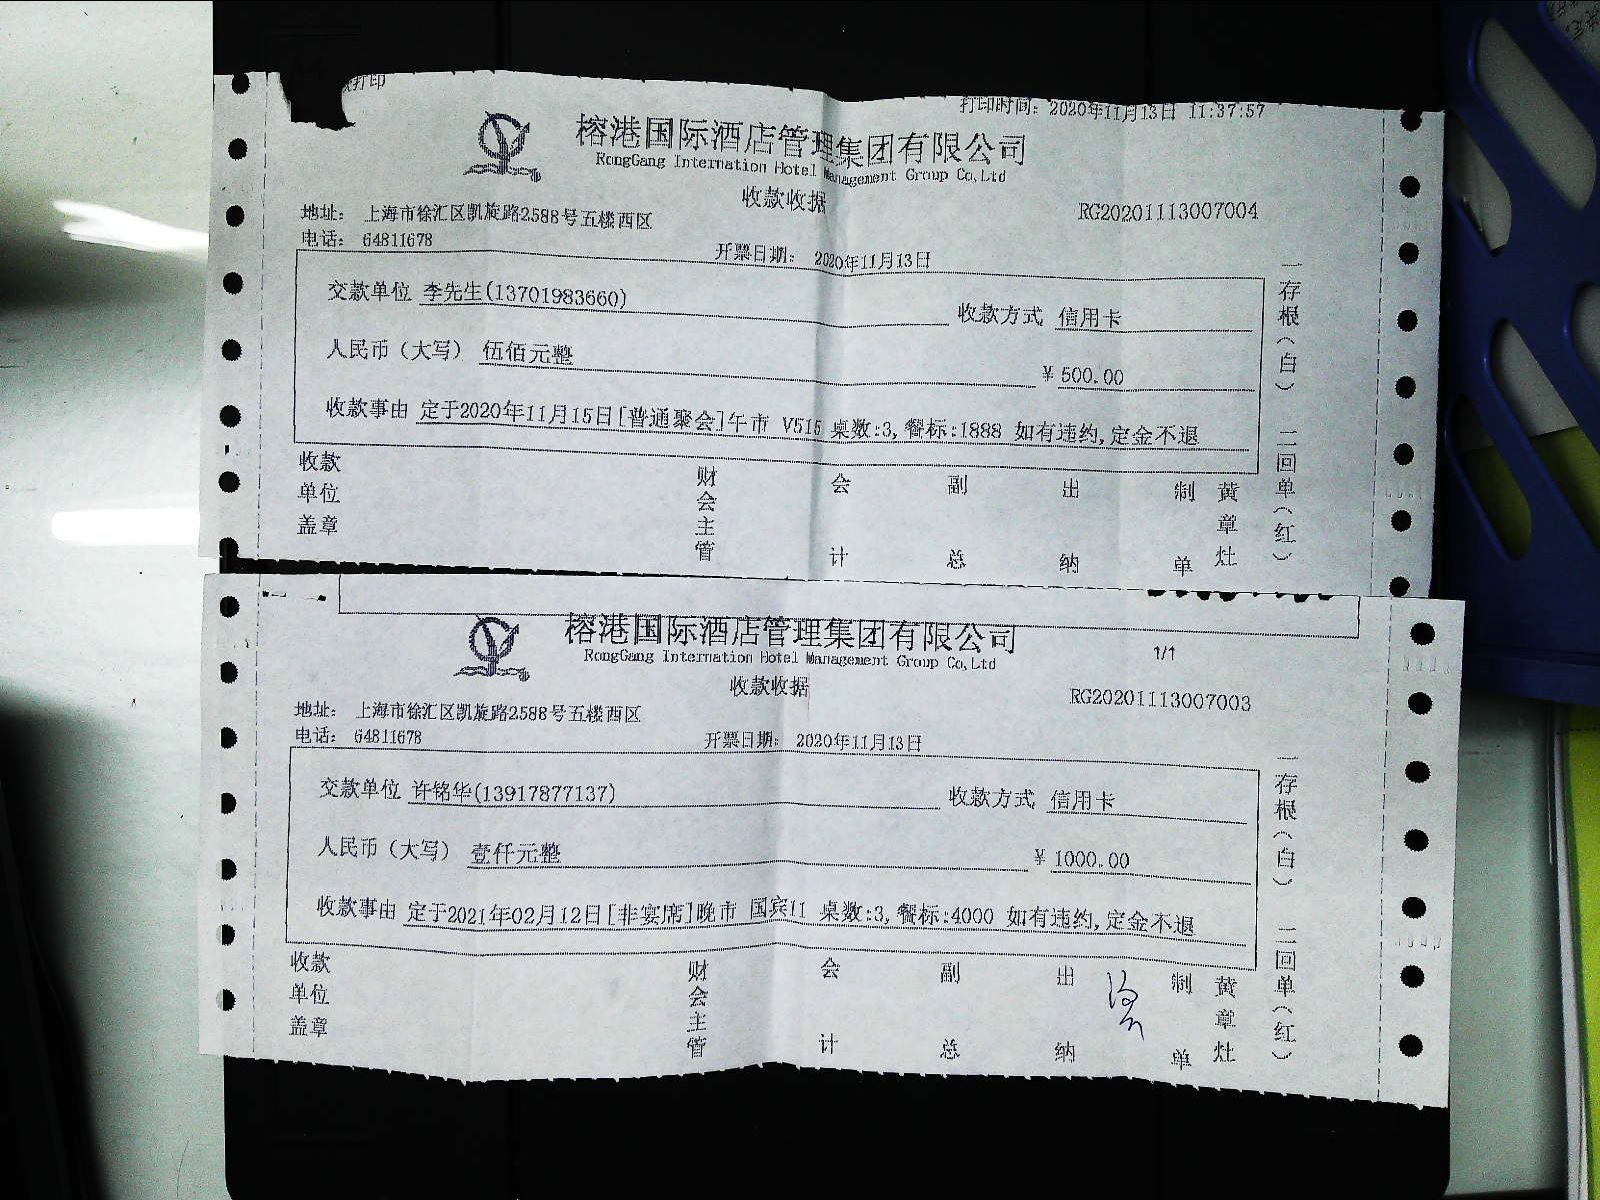 打印
打印时间：2020年11月13日 11:37:57
榕港国际酒店管理集团有限公司
RongGang Internation Hotel Management Group Co,Ltd
收款收据
地址： 上海市徐汇区凯旋路2588号五楼西区
RG20201113007004
电话： 64811678
开票日期： 2020年11月13日
交款单位 李先生(13701983660)
收款方式 信用卡
人民币（大写） 伍佰元整
¥ 500.00
收款事由 定于2020年11月15日[普通聚会]午市 V515 桌数:3,餐标:1888 如有违约,定金不退
收款单位盖章
财会主管
会计
副总
出纳
制单
黄章灶
一存根（白） 二回单（红）
榕港国际酒店管理集团有限公司
RongGang Internation Hotel Management Group Co,Ltd
1/1
收款收据
地址： 上海市徐汇区凯旋路2588号五楼西区
RG20201113007003
电话： 64811678
开票日期： 2020年11月13日
交款单位 许铭华(13917877137)
收款方式 信用卡
人民币（大写） 壹仟元整
¥ 1000.00
收款事由 定于2021年02月12日[非宴席]晚市 国宾11 桌数:3,餐标:4000 如有违约,定金不退
收款单位盖章
财会主管
会计
副总
出纳
制单
黄章灶
一存根（白） 二回单（红）